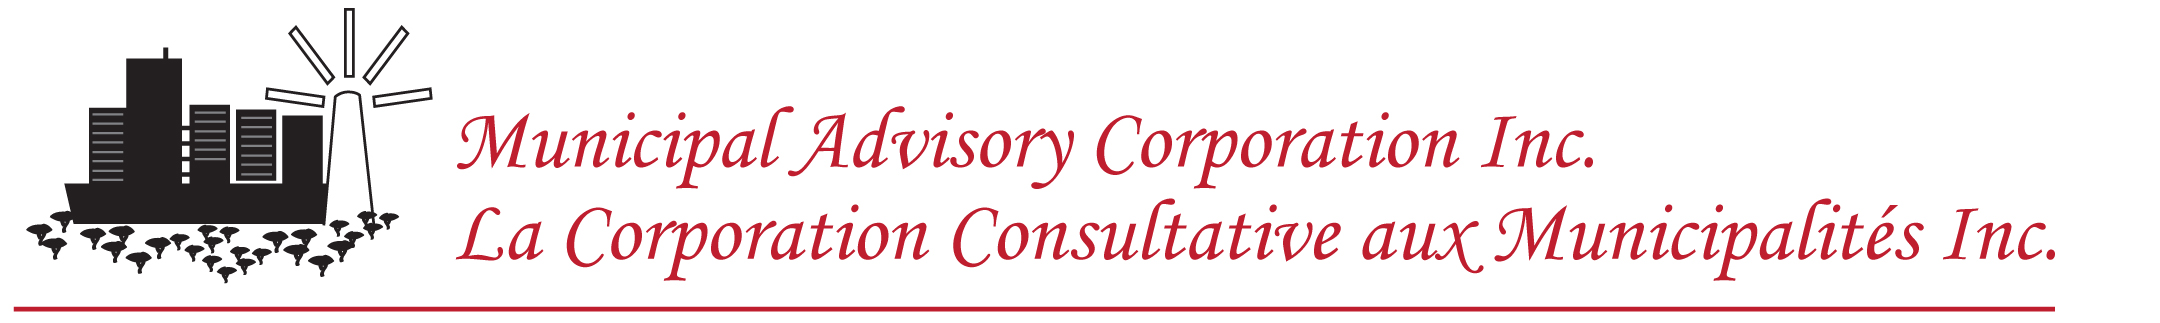 Municipal Advisory Corporation Inc.
La Corporation Consultative aux Municipalités Inc.